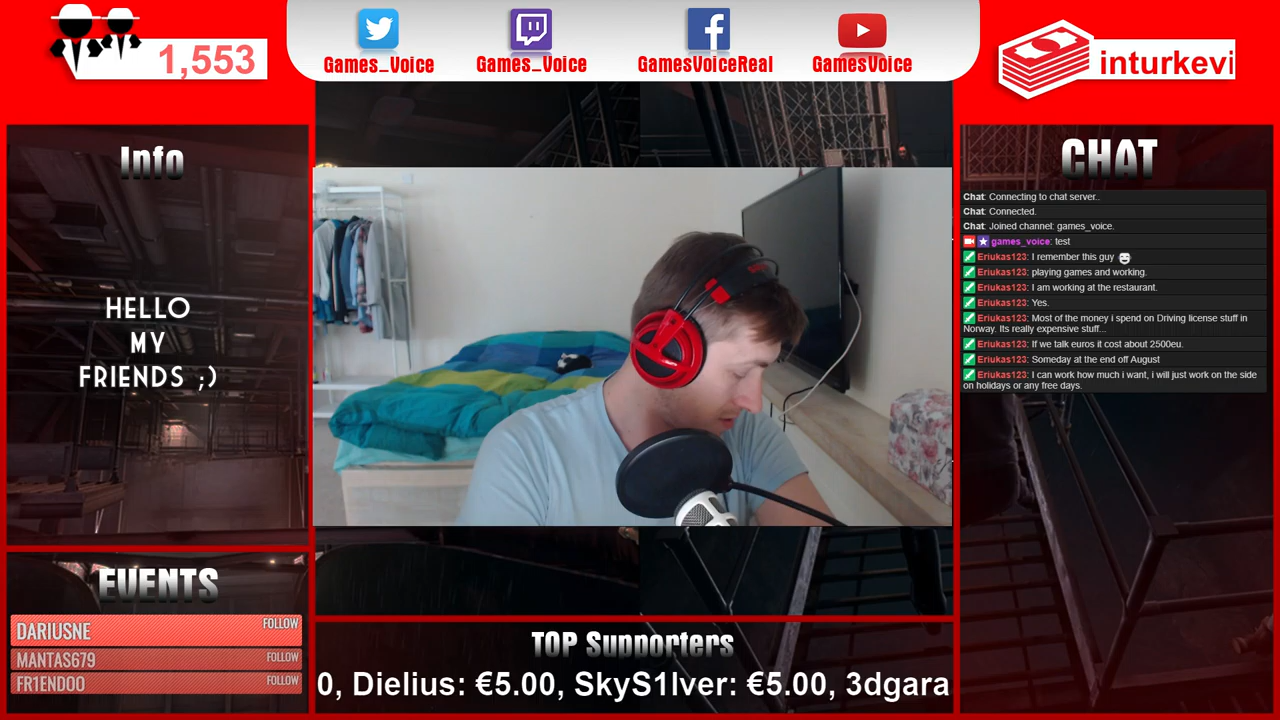 1,553
Games_Voice
Games_Voice
GamesVoiceReal
GamesVoice
inturkevi
Info
HELLO
MY
FRIENDS ;)
EVENTS
DARIUSNE FOLLOW
MANTAS679 FOLLOW
FR1ENDOO FOLLOW
TOP Supporters
0, Dielius: €5.00, SkyS1lver: €5.00, 3dgara
CHAT
Chat: Connecting to chat server..
Chat: Connected.
Chat: Joined channel: games_voice.
games_voice: test
Eriukas123: I remember this guy
Eriukas123: playing games and working.
Eriukas123: I am working at the restaurant.
Eriukas123: Yes.
Eriukas123: Most of the money i spend on Driving license stuff in
Norway. Its really expensive stuff...
Eriukas123: If we talk euros it cost about 2500eu.
Eriukas123: Someday at the end off August
Eriukas123: I can work how much i want, i will just work on the side
on holidays or any free days.